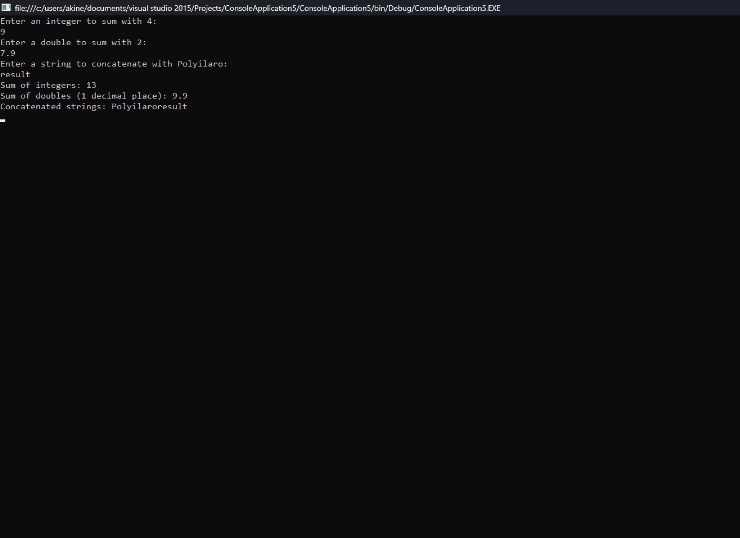 file:///c:/users/akine/documents/visual studio 2015/Projects/ConsoleApplication5/ConsoleApplication5/bin/Debug/ConsoleApplication5.EXE
Enter an integer to sum with 4:
9
Enter a double to sum with 2:
7.9
Enter a string to concatenate with Polyilaro:
result
Sum of integers: 13
Sum of doubles (1 decimal place): 9.9
Concatenated strings: Polyilaroresult